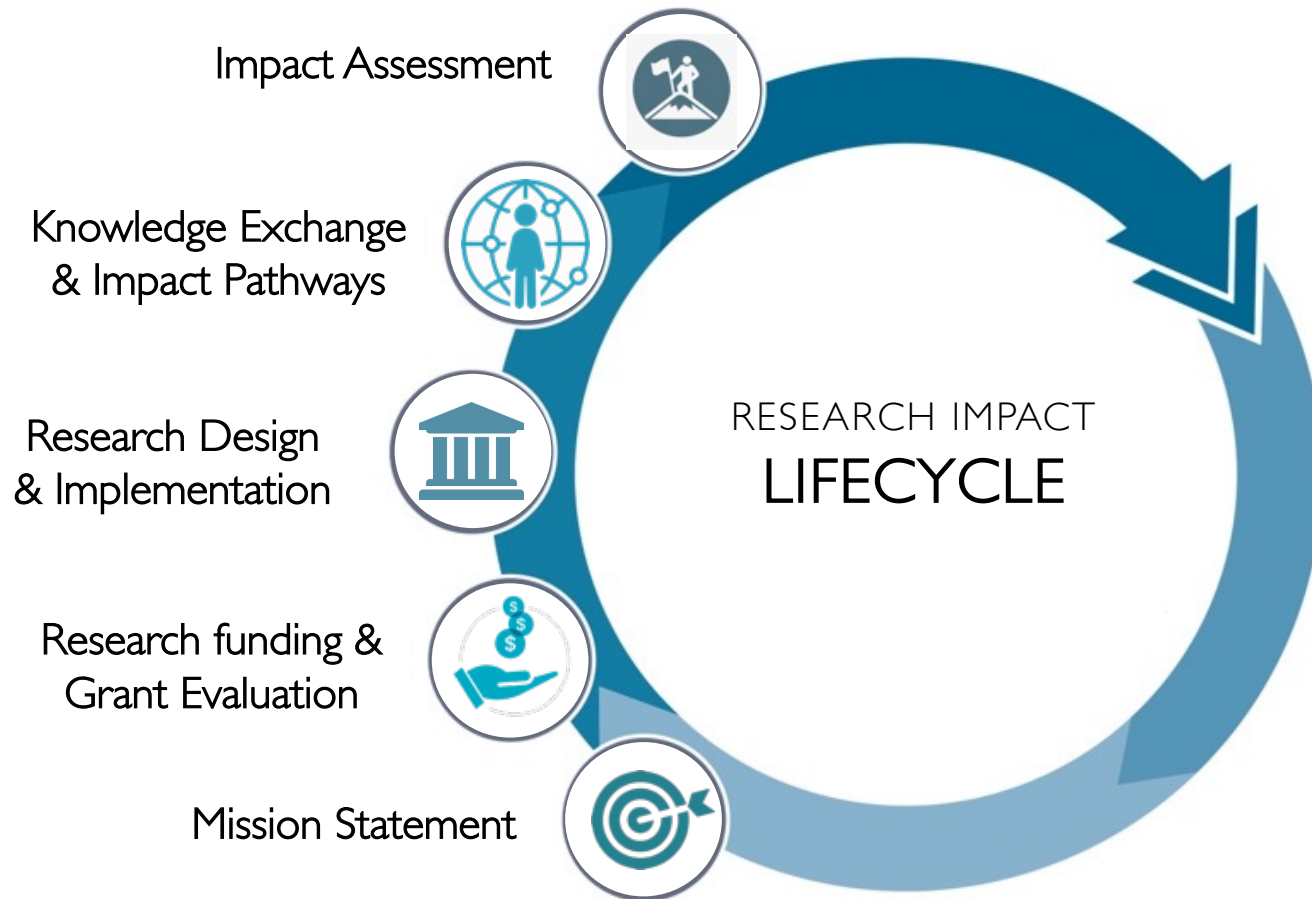 Impact Assessment
Knowledge Exchange
& Impact Pathways
Research Design
& Implementation
Research funding &
Grant Evaluation
Mission Statement
RESEARCH IMPACT
LIFECYCLE
$
$
$